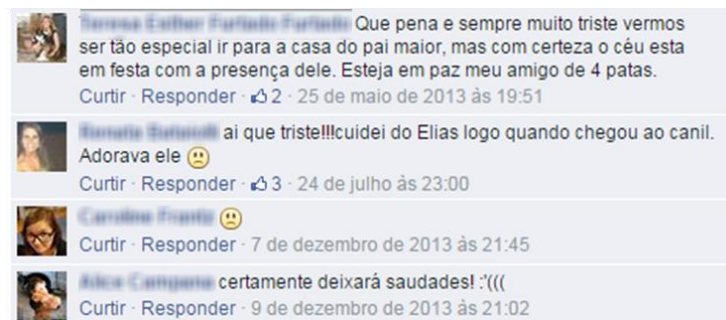 Que pena e sempre muito triste vermos
ser tão especial ir para a casa do pai maior, mas com certeza o céu esta
em festa com a presença dele. Esteja em paz meu amigo de 4 patas.
Curtir · Responder · 2 · 25 de maio de 2013 às 19:51
ai que triste!!!cuidei do Elias logo quando chegou ao canil.
Adorava ele
Curtir · Responder · 3 · 24 de julho às 23:00
Curtir · Responder · 7 de dezembro de 2013 às 21:45
certamente deixará saudades! :'(((
Curtir · Responder · 9 de dezembro de 2013 às 21:02